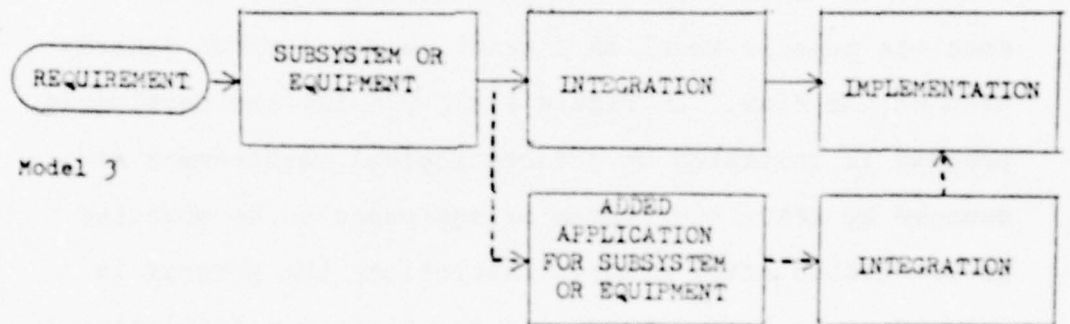 REQUIREMENT
SUBSYSTEM OR
EQUIPMENT
INTEGRATION
IMPLEMENTATION
Model 3
ADDED
APPLICATION
FOR SUBSYSTEM
OR EQUIPMENT
INTEGRATION